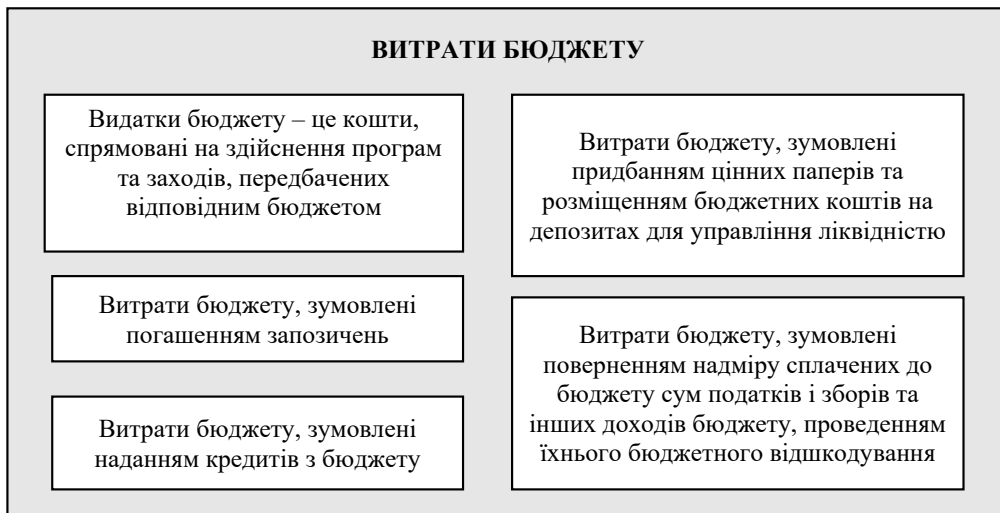 ВИТРАТИ БЮДЖЕТУ
Видатки бюджету – це кошти,
спрямовані на здійснення програм
та заходів, передбачених
відповідним бюджетом
Витрати бюджету, зумовлені
погашенням запозичень
Витрати бюджету, зумовлені
наданням кредитів з бюджету
Витрати бюджету, зумовлені
придбанням цінних паперів та
розміщенням бюджетних коштів на
депозитах для управління ліквідністю
Витрати бюджету, зумовлені
поверненням надміру сплачених до
бюджету сум податків і зборів та
інших доходів бюджету, проведенням
їхнього бюджетного відшкодування